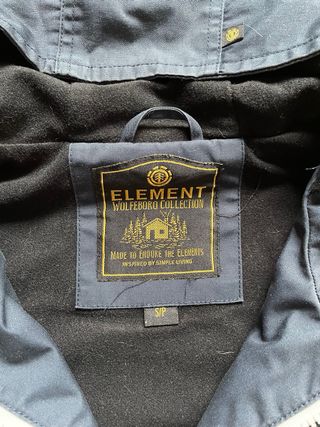 ELEMENT
WOLFEBORO COLLECTION
MADE TO ENDURE THE ELEMENTS
INSPIRED BY SIMPLE LIVING
S/P